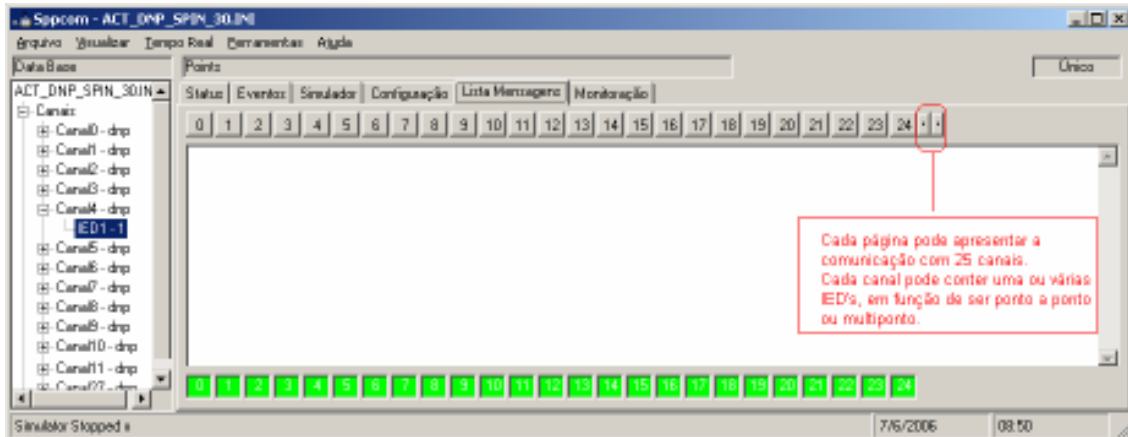 Sppcom - ACT_DNP_SPIN_30.INI
Arquivo Visualizar Tempo Real Ferramentas Ajuda
Data Base
Points
Único
ACT_DNP_SPIN_30.IN
Status Eventos Simulador Configuração Lista Mensagens Monitoração
Canais
0 1 2 3 4 5 6 7 8 9 10 11 12 13 14 15 16 17 18 19 20 21 22 23 24
Canal0 - dnp
Canal1 - dnp
Canal2 - dnp
Canal3 - dnp
Canal4 - dnp
IED1 - 1
Canal5 - dnp
Canal6 - dnp
Canal7 - dnp
Canal8 - dnp
Canal9 - dnp
Canal10 - dnp
Canal11 - dnp
Canal27 - dnp
Cada página pode apresentar a
comunicação com 25 canais.
Cada canal pode conter uma ou várias
IED's, em função de ser ponto a ponto
ou multiponto.
0 1 2 3 4 5 6 7 8 9 10 11 12 13 14 15 16 17 18 19 20 21 22 23 24
Simulator Stopped
7/6/2006
08:50